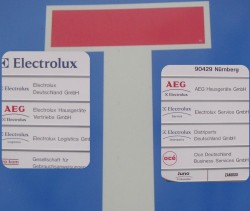 Electrolux
Electrolux
Deutschland GmbH
AEG
Electrolux Hausgeräte
Vertriebs GmbH
Electrolux
Electrolux Logistics GmbH
Gesellschaft für
90429 Nürnberg
AEG
Electrolux Hausgeräte GmbH
Electrolux
Electrolux Service GmbH
Electrolux
Deutschland GmbH
océ
Océ Deutschland
Business Services GmbH
Juno